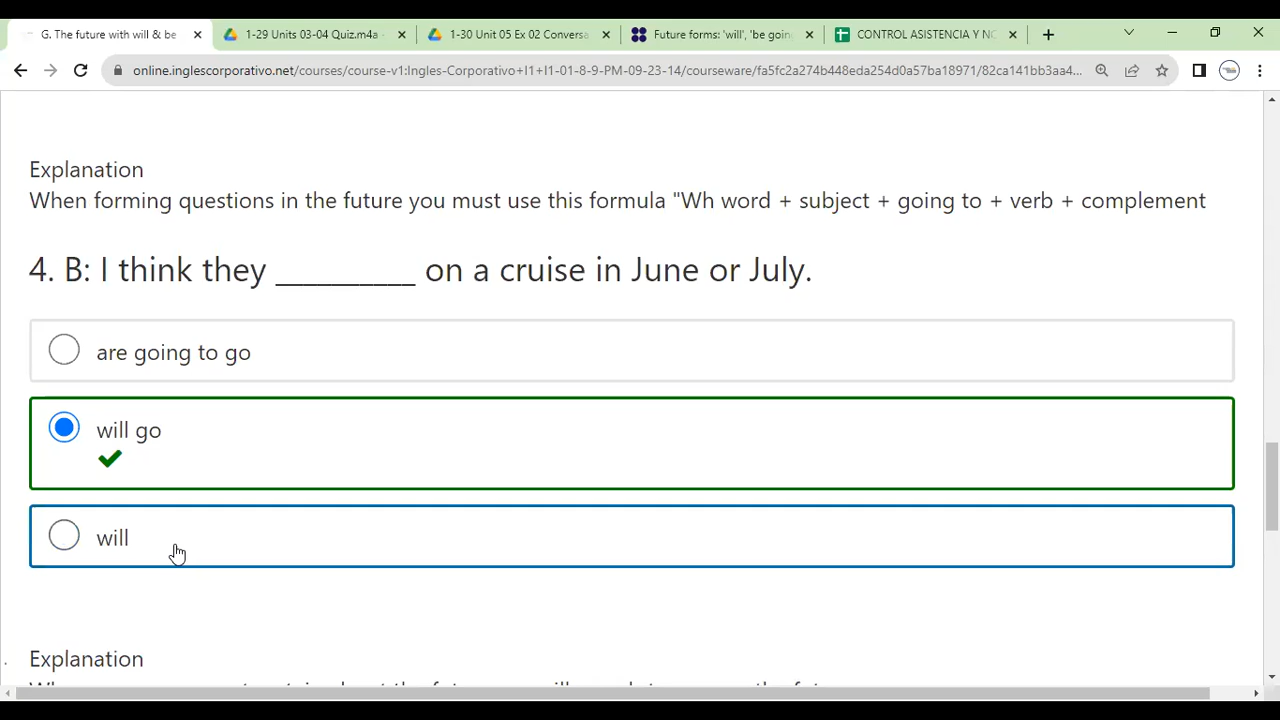 G. The future with will & be
1-29 Units 03-04 Quiz.m4a -
1-30 Unit 05 Ex 02 Conversa
Future forms: 'will', 'be goin
CONTROL ASISTENCIA Y NO
online.inglescorporativo.net/courses/course-v1:Ingles-Corporativo+I1+I1-01-8-9-PM-09-23-14/courseware/fa5fc2a274b448eda254d0a57ba18971/82ca141bb3aa4...
Explanation
When forming questions in the future you must use this formula "Wh word + subject + going to + verb + complement
4. B: I think they __________ on a cruise in June or July.
are going to go
will go
will
Explanation